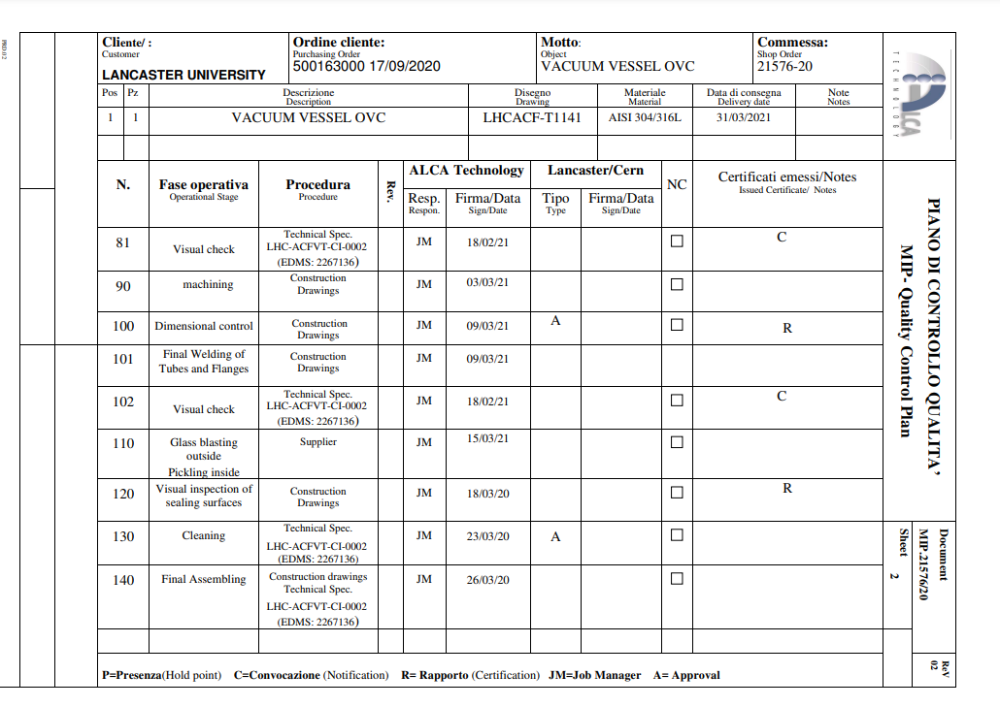 PRD 02
Cliente/ :
Customer
LANCASTER UNIVERSITY
Ordine cliente:
Purchasing Order
500163000 17/09/2020
Motto:
Object
VACUUM VESSEL OVC
Commessa:
Shop Order
21576-20
Pos Pz
Descrizione
Description
Disegno
Drawing
Materiale
Material
Data di consegna
Delivery date
Note
Notes
1 1 VACUUM VESSEL OVC LHCACF-T1141 AISI 304/316L 31/03/2021
ALCA
TECHNOLOGY
N.
Fase operativa
Operational Stage
Procedura
Procedure
Rev.
ALCA Technology
Resp.
Respon.
Firma/Data
Sign/Date
Lancaster/Cern
Tipo
Type
Firma/Data
Sign/Date
NC
Certificati emessi/Notes
Issued Certificate/ Notes
81
Visual check
Technical Spec.
LHC-ACFVT-CI-0002
(EDMS: 2267136)
JM 18/02/21 C
90
machining
Construction
Drawings
JM 03/03/21
100
Dimensional control
Construction
Drawings
JM 09/03/21 A R
101
Final Welding of
Tubes and Flanges
Construction
Drawings
JM 09/03/21
102
Visual check
Technical Spec.
LHC-ACFVT-CI-0002
(EDMS: 2267136)
JM 18/02/21 C
110
Glass blasting
outside
Pickling inside
Supplier
JM 15/03/21
120
Visual inspection of
sealing surfaces
Construction
Drawings
JM 18/03/20 R
130
Cleaning
Technical Spec.
LHC-ACFVT-CI-0002
(EDMS: 2267136)
JM 23/03/20 A
140
Final Assembling
Construction drawings
Technical Spec.
LHC-ACFVT-CI-0002
(EDMS: 2267136)
JM 26/03/20
P=Presenza(Hold point) C=Convocazione (Notification) R= Rapporto (Certification) JM=Job Manager A= Approval
PIANO DI CONTROLLO QUALITA'
MIP- Quality Control Plan
Document
MIP.21576/20
Sheet 2
ReV
02